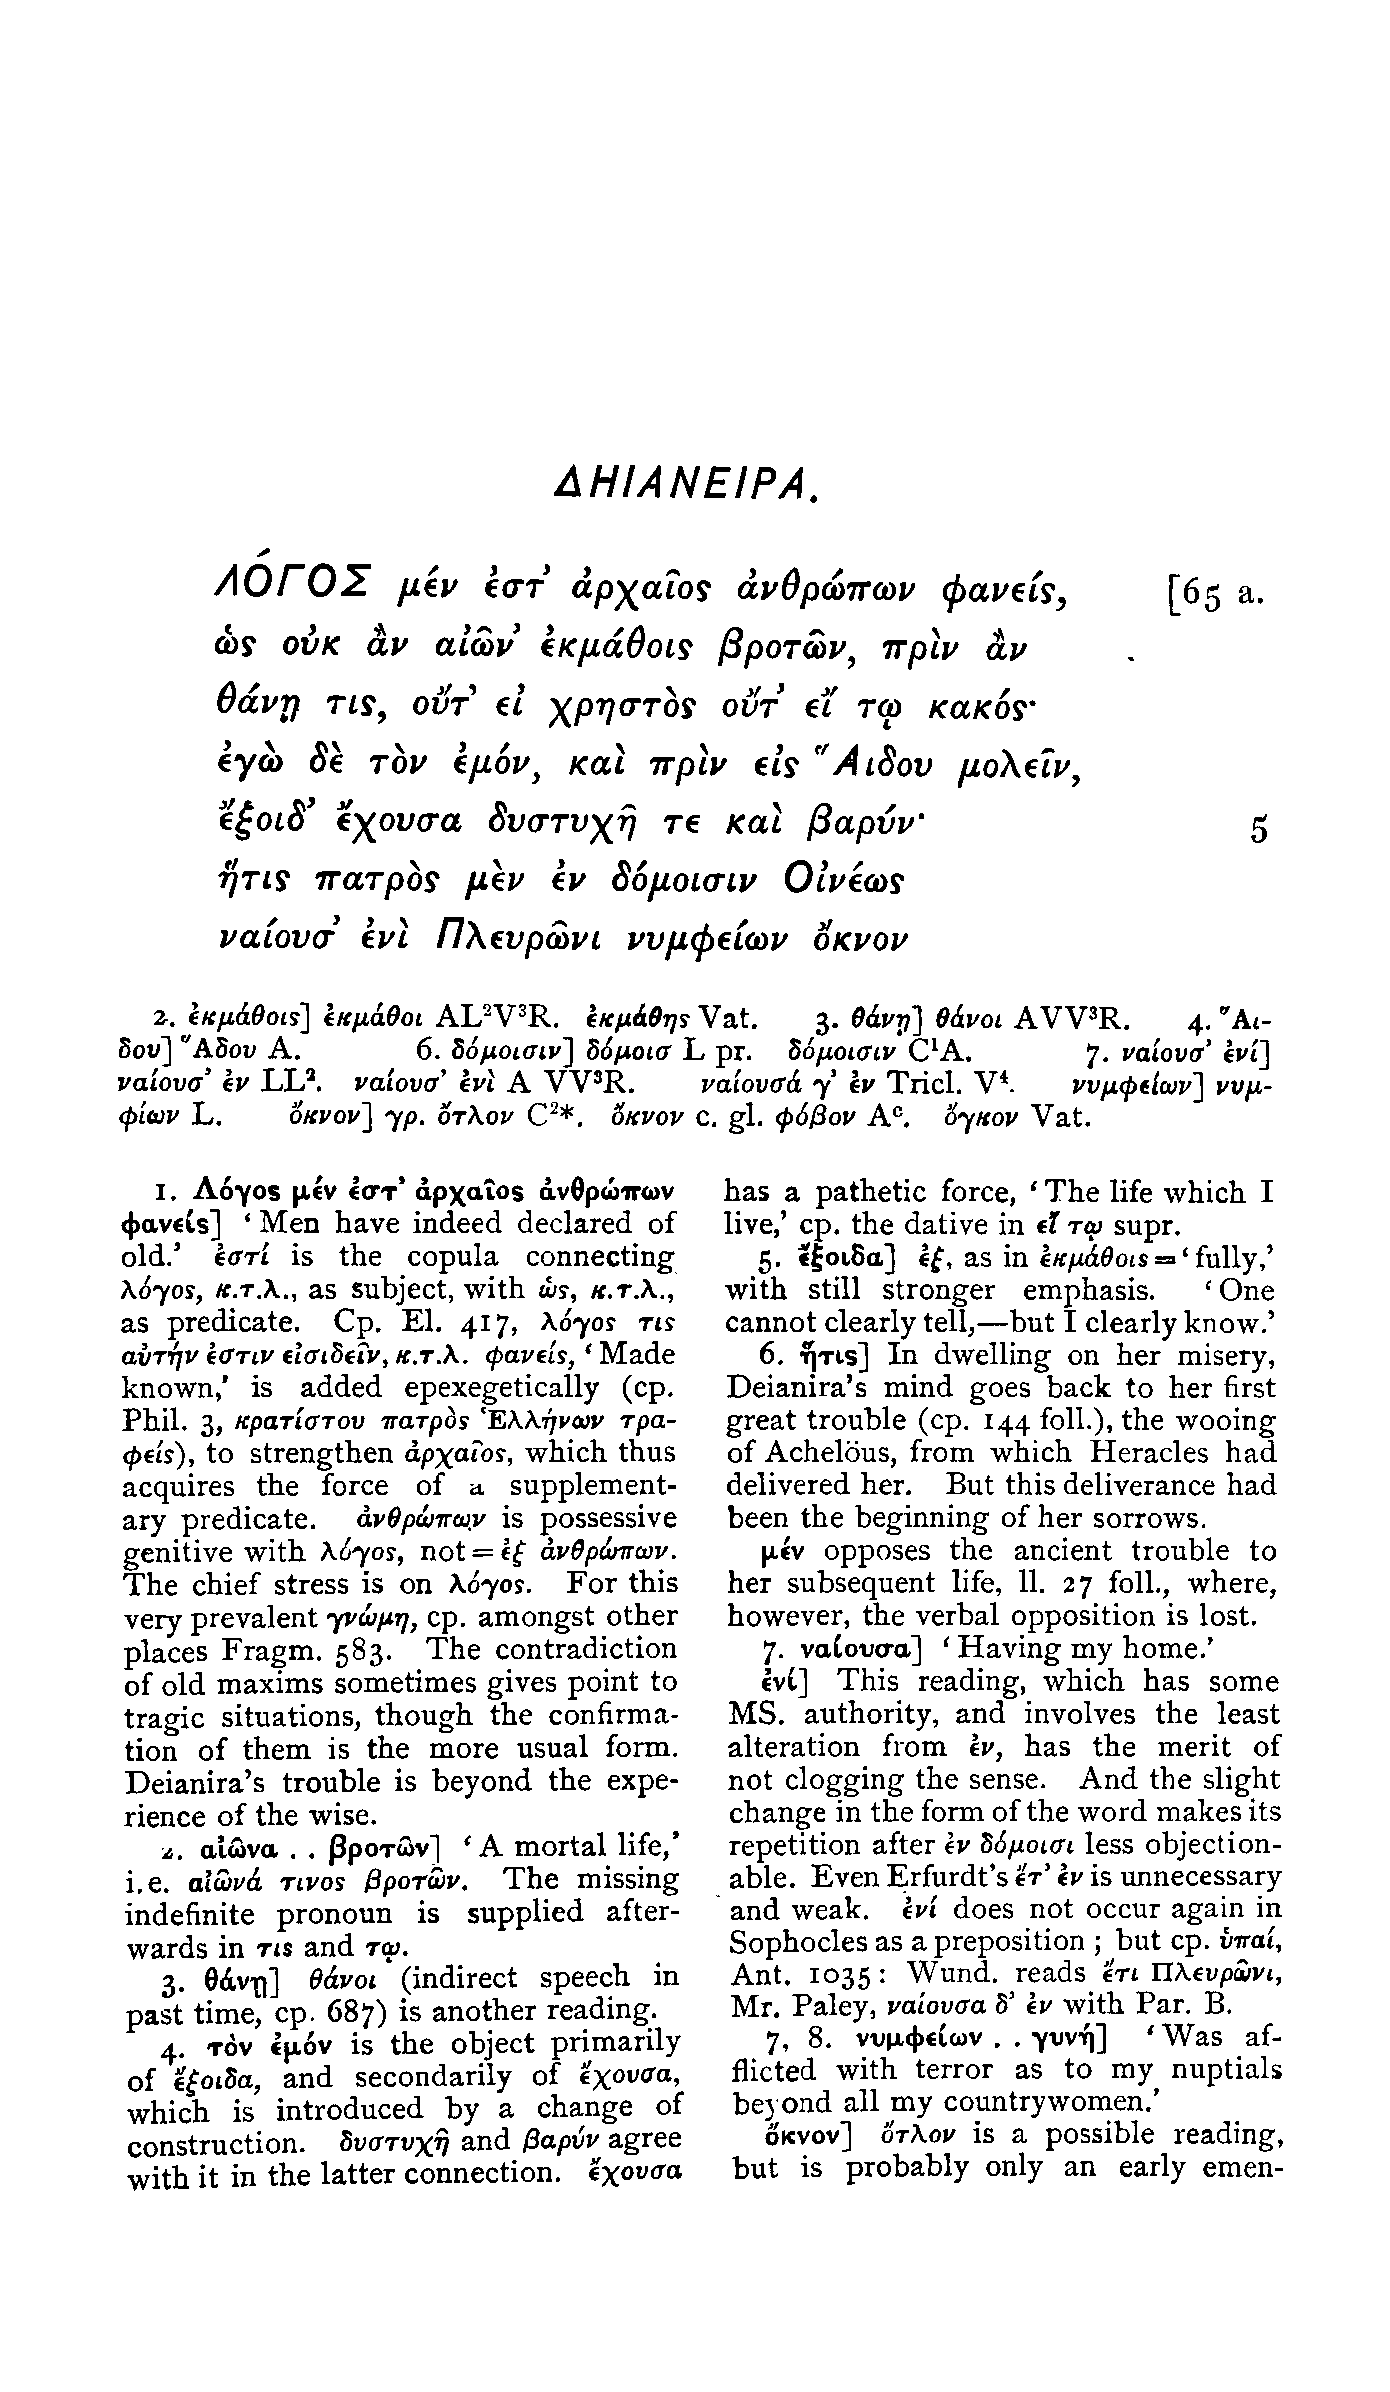 ΔΗΙΑΝΕΙΡΑ.
ΛΌΓΟΣ μέν ἐστ’ ἀρχαῖος ἀνθρώπων φανείς, [65 a.
ὡς οὐκ ἂν αἰῶν’ ἐκμάθοις βροτῶν, πρὶν ἂν
θάνῃ τις, οὔτ’ εἰ χρηστὸς οὔτ’ εἴ τῳ κακός·
ἐγὼ δὲ τὸν ἐμόν, καὶ πρὶν εἰς Ἅιδου μολεῖν,
ἔξοιδ’ ἔχουσα δυστυχῆ τε καὶ βαρύν· 5
ἥτις πατρὸς μὲν ἐν δόμοισιν Οἰνέως
ναίουσ’ ἐνὶ Πλευρῶνι νυμφείων ὄκνον
2. ἐκμάθοις] ἐκμάθοι AL²V³R. ἐκμάθης Vat. 3. θάνῃ] θάνοι AVV³R. 4. Ἅι-
δου] Ἅδου A. 6. δόμοισιν] δόμοισ L pr. δόμοισιν C¹A. 7. ναίουσ’ ἐνί]
ναίουσ’ ἐν LL². ναίουσ’ ἐνὶ A VV³R. ναίουσά γ’ ἐν Tricl. V⁴. νυμφείων] νυμ-
φίων L. ὄκνον] γρ. ὄτλον C²*. ὄκνον c. gl. φόβον Aᶜ. ὄγκον Vat.
1. Λόγος μέν ἐστ’ ἀρχαῖος ἀνθρώπων
φανείς] ‘Men have indeed declared of
old.’ ἐστί is the copula connecting
λόγος, κ.τ.λ., as subject, with ὡς, κ.τ.λ.,
as predicate. Cp. El. 417, λόγος τις
αὐτήν ἐστιν εἰσιδεῖν, κ.τ.λ. φανείς, ‘Made
known,’ is added epexegetically (cp.
Phil. 3, κρατίστου πατρὸς Ἑλλήνων τρα-
φείς), to strengthen ἀρχαῖος, which thus
acquires the force of a supplement-
ary predicate. ἀνθρώπων is possessive
genitive with λόγος, not = ἐξ ἀνθρώπων.
The chief stress is on λόγος. For this
very prevalent γνώμη, cp. amongst other
places Fragm. 583. The contradiction
of old maxims sometimes gives point to
tragic situations, though the confirma-
tion of them is the more usual form.
Deianira’s trouble is beyond the expe-
rience of the wise.
2. αἰῶνα . . βροτῶν] ‘A mortal life,’
i.e. αἰῶνά τινος βροτῶν. The missing
indefinite pronoun is supplied after-
wards in τις and τῳ.
3. θάνῃ] θάνοι (indirect speech in
past time, cp. 687) is another reading.
4. τὸν ἐμόν is the object primarily
of ἔξοιδα, and secondarily of ἔχουσα,
which is introduced by a change of
construction. δυστυχῆ and βαρύν agree
with it in the latter connection. ἔχουσα
has a pathetic force, ‘The life which I
live,’ cp. the dative in εἴ τῳ supr.
5. ἔξοιδα] ἐξ, as in ἐκμάθοις = ‘fully,’
with still stronger emphasis. ‘One
cannot clearly tell,—but I clearly know.’
6. ἥτις] In dwelling on her misery,
Deianira’s mind goes back to her first
great trouble (cp. 144 foll.), the wooing
of Achelöus, from which Heracles had
delivered her. But this deliverance had
been the beginning of her sorrows.
μέν opposes the ancient trouble to
her subsequent life, ll. 27 foll., where,
however, the verbal opposition is lost.
7. ναίουσα] ‘Having my home.’
ἐνί] This reading, which has some
MS. authority, and involves the least
alteration from ἐν, has the merit of
not clogging the sense. And the slight
change in the form of the word makes its
repetition after ἐν δόμοισι less objection-
able. Even Erfurdt’s ἔτ’ ἐν is unnecessary
and weak. ἐνί does not occur again in
Sophocles as a preposition; but cp. ὑπαί,
Ant. 1035: Wund. reads ἔτι Πλευρῶνι,
Mr. Paley, ναίουσα δ’ ἐν with Par. B.
7, 8. νυμφείων . . γυνή] ‘Was af-
flicted with terror as to my nuptials
beyond all my countrywomen.’
ὄκνον] ὄτλον is a possible reading,
but is probably only an early emen-